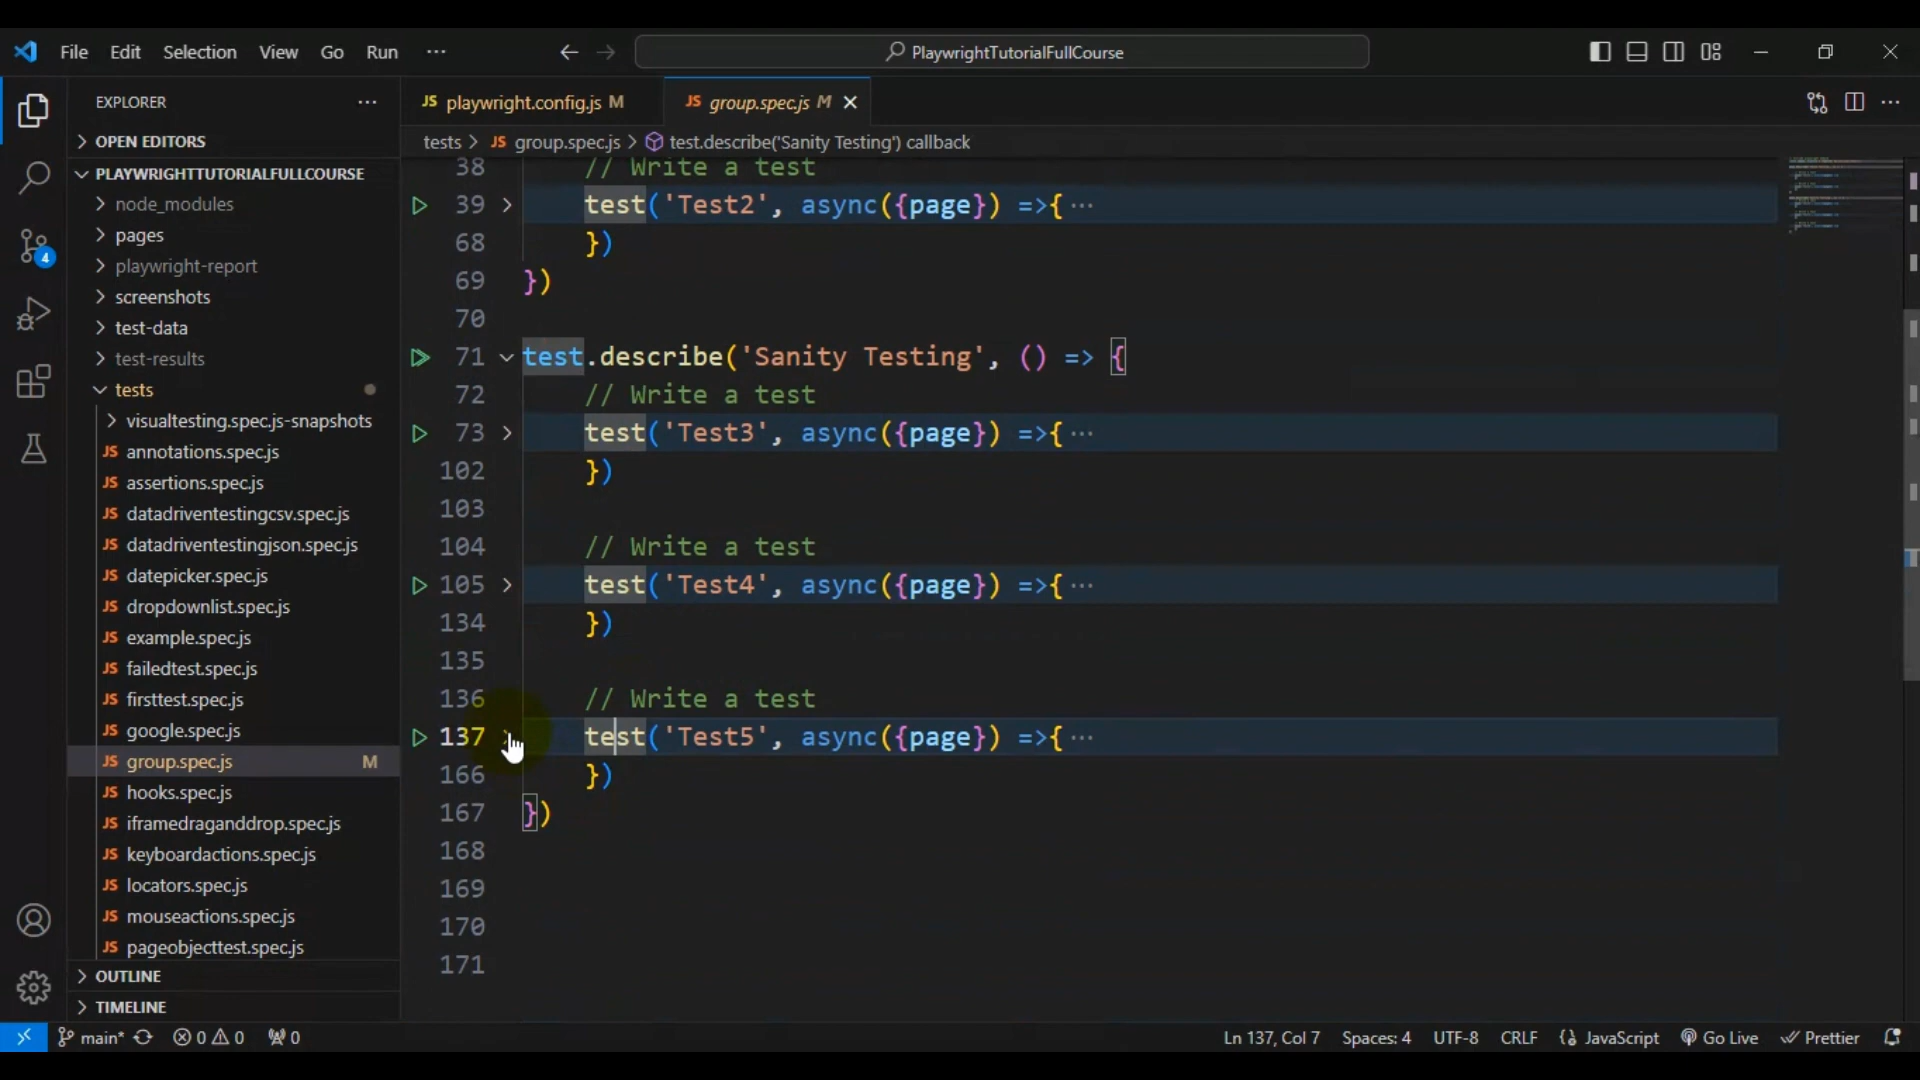 File Edit Selection View Go Run ··· PlaywrightTutorialFullCourse
EXPLORER ···
OPEN EDITORS
PLAYWRIGHTTUTORIALFULLCOURSE
node_modules
pages
playwright-report
screenshots
test-data
test-results
tests
visualtesting.spec.js-snapshots
JS annotations.spec.js
JS assertions.spec.js
JS datadriventestingcsv.spec.js
JS datadriventestingjson.spec.js
JS datepicker.spec.js
JS dropdownlist.spec.js
JS example.spec.js
JS failedtest.spec.js
JS firsttest.spec.js
JS google.spec.js
JS group.spec.js M
JS hooks.spec.js
JS iframedraganddrop.spec.js
JS keyboardactions.spec.js
JS locators.spec.js
JS mouseactions.spec.js
JS pageobjecttest.spec.js
OUTLINE
TIMELINE
4
JS playwright.config.js M JS group.spec.js M
tests > JS group.spec.js > test.describe('Sanity Testing') callback
38 // Write a test
39 test('Test2', async({page}) =>{ ···
68 })
69 })
70
71 test.describe('Sanity Testing', () => {
72 // Write a test
73 test('Test3', async({page}) =>{ ···
102 })
103
104 // Write a test
105 test('Test4', async({page}) =>{ ···
134 })
135
136 // Write a test
137 test('Test5', async({page}) =>{ ···
166 })
167 })
168
169
170
171
main* 0 0 0 Ln 137, Col 7 Spaces: 4 UTF-8 CRLF {} JavaScript Go Live Prettier